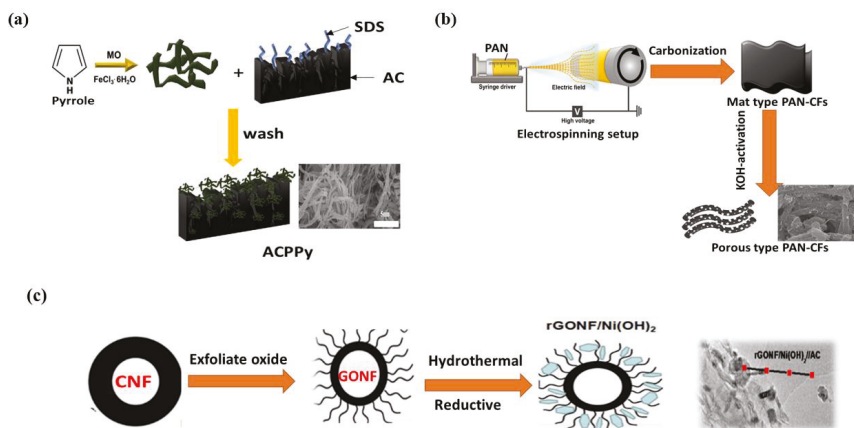 (a)
SDS
MO
FeCl3·6H2O
N
H
Pyrrole
+
AC
wash
ACPPy
(b)
PAN
Syringe driver
Electric field
V
High voltage
Electrospinning setup
Carbonization
Mat type PAN-CFs
KOH-activation
Porous type PAN-CFs
(c)
CNF
Exfoliate oxide
GONF
Hydrothermal
Reductive
rGONF/Ni(OH)2
rGONF/Ni(OH)2//AC